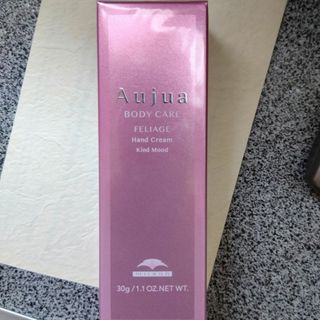 Aujua
BODY CARE
FELIAGE
Hand Cream
Kind Mood
30g/1.1 OZ.NET WT.